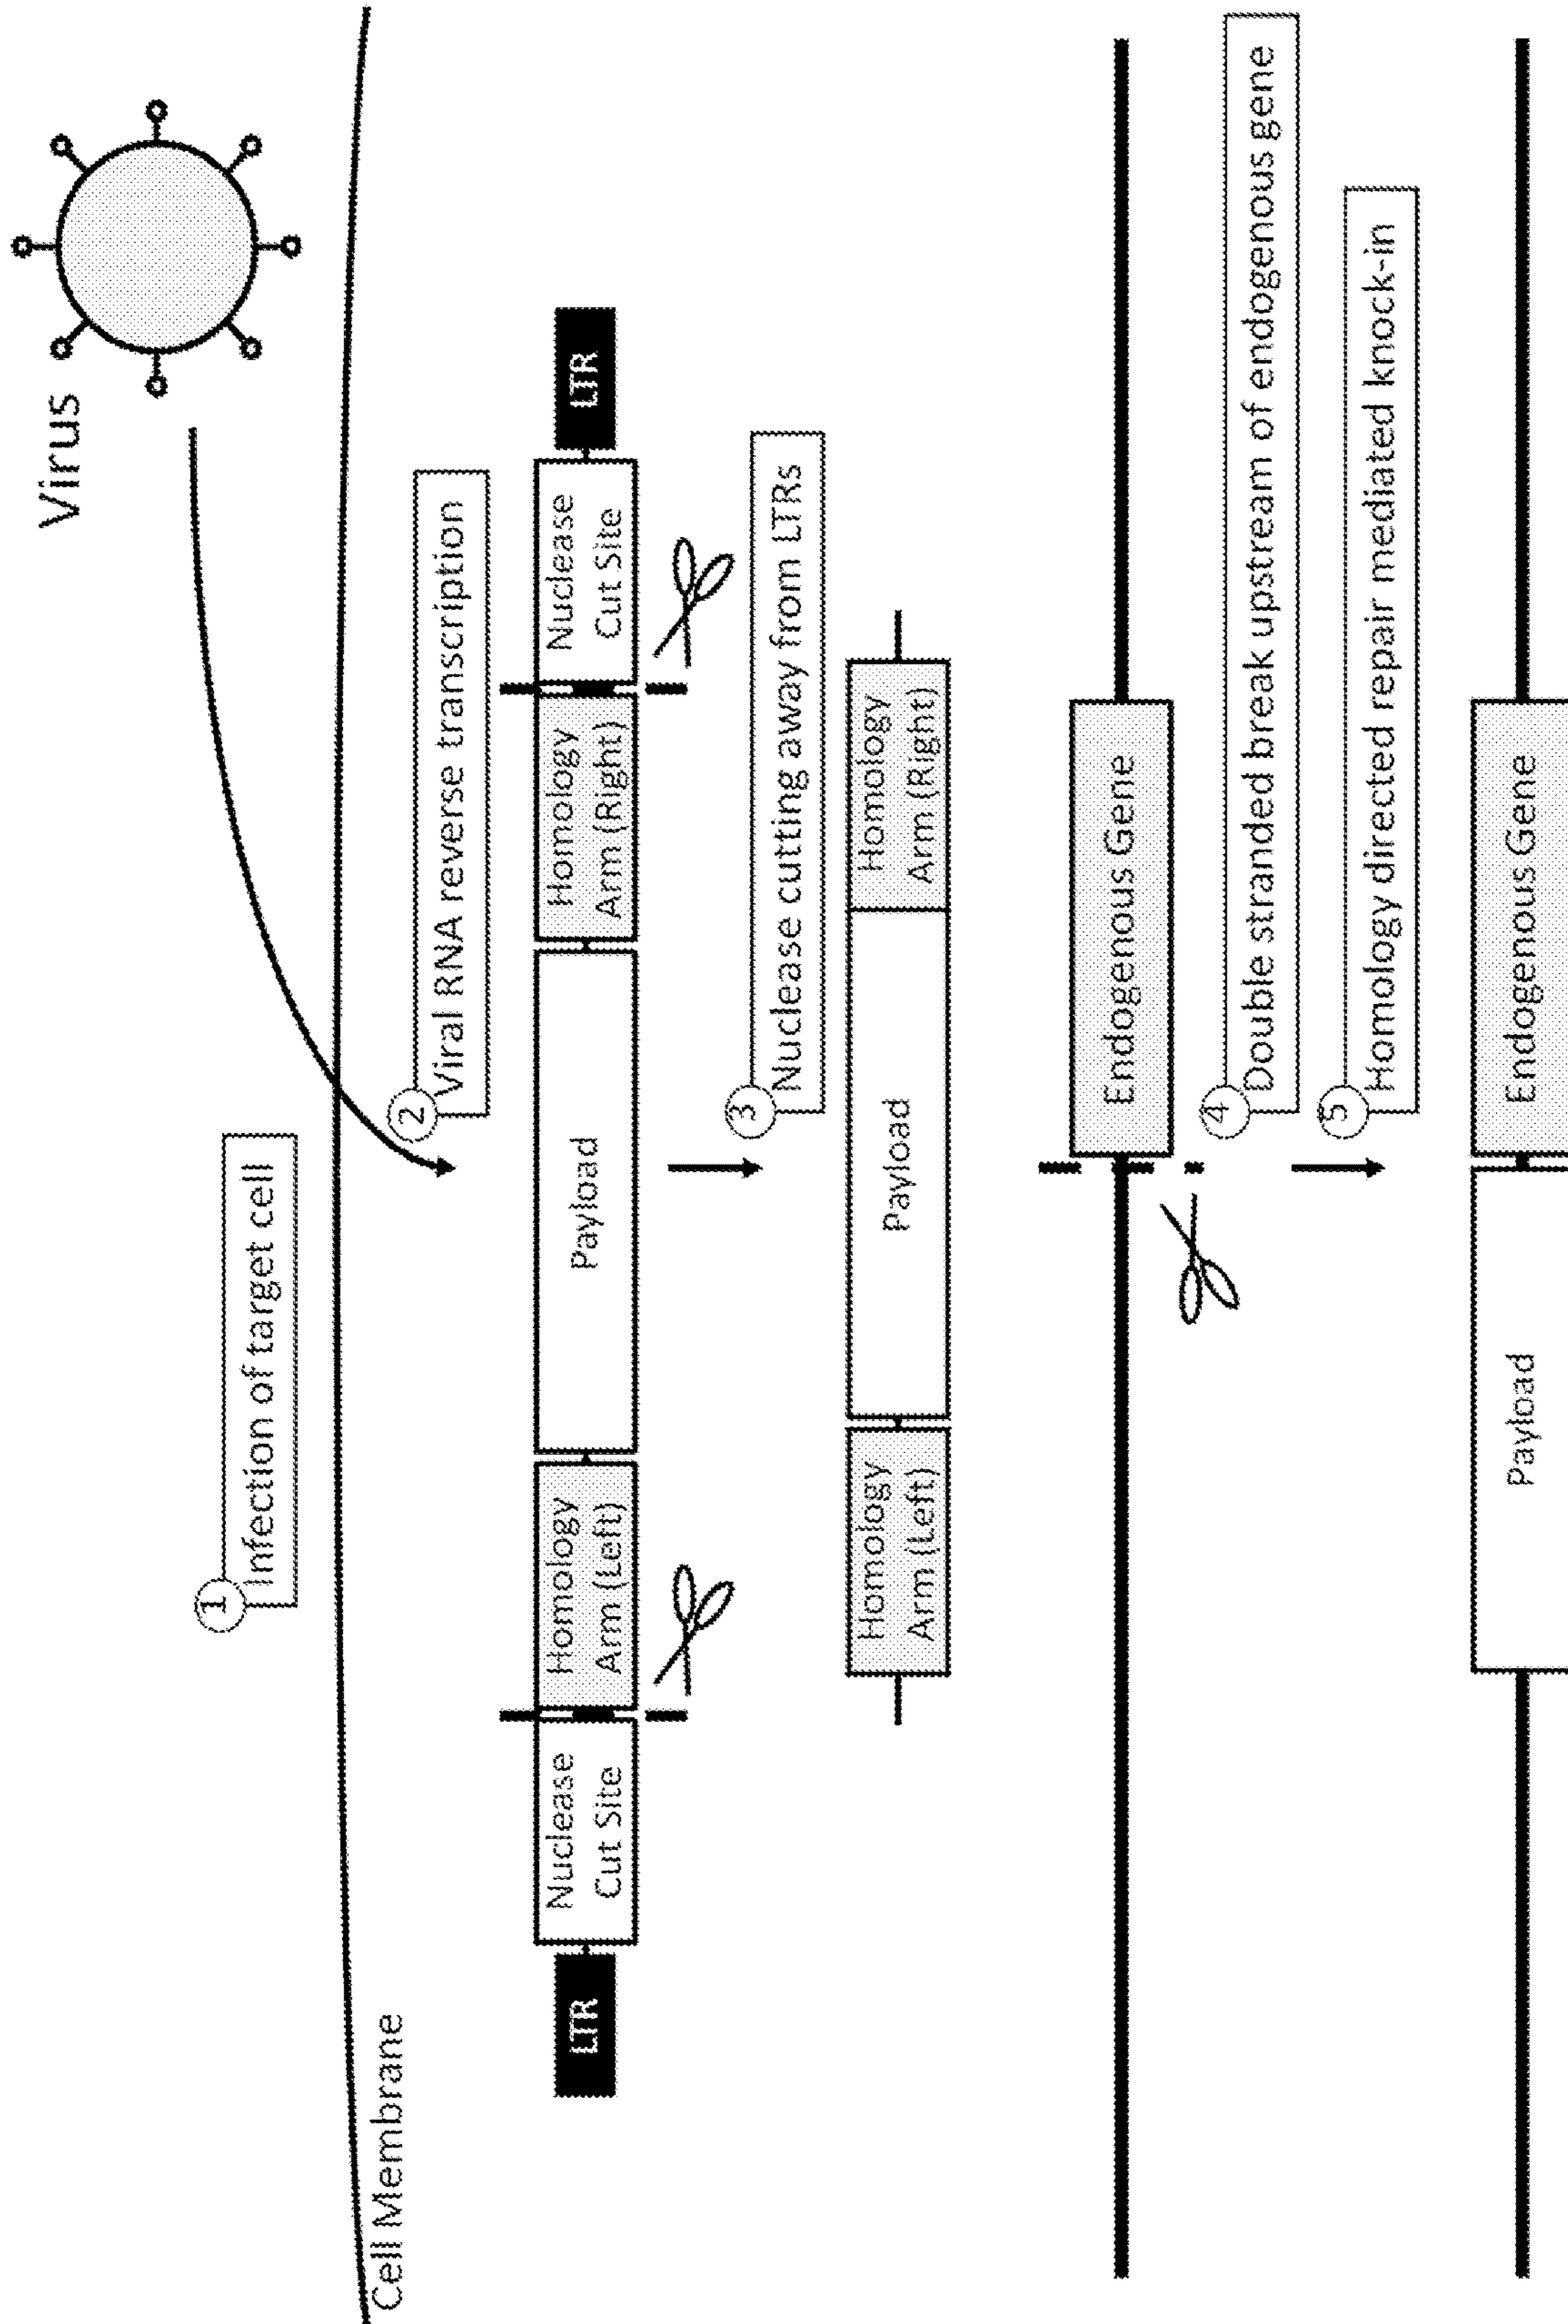 Virus
1
Infection of target cell
Cell Membrane
2
Viral RNA reverse transcription
LTR
Nuclease
Cut Site
Homology
Arm (Left)
Payload
Homology
Arm (Right)
Nuclease
Cut Site
LTR
3
Nuclease cutting away from LTRs
Homology
Arm (Left)
Payload
Homology
Arm (Right)
Endogenous Gene
4
Double stranded break upstream of endogenous gene
5
Homology directed repair mediated knock-in
Payload
Endogenous Gene